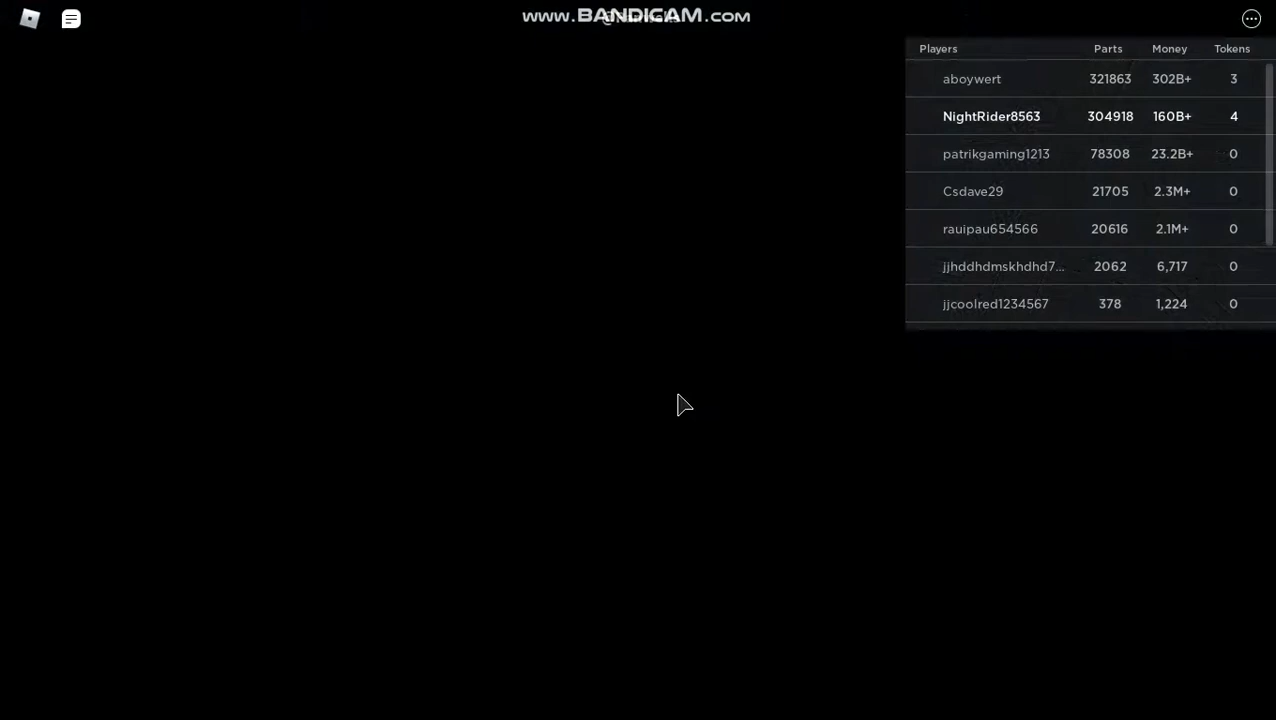 www.BANDICAM.COM
Players Parts Money Tokens
aboywert 321863 302B+ 3
NightRider8563 304918 160B+ 4
patrikgaming1213 78308 23.2B+ 0
Csdave29 21705 2.3M+ 0
rauipau654566 20616 2.1M+ 0
jjhddhdmskhdhd7... 2062 6,717 0
jjcoolred1234567 378 1,224 0